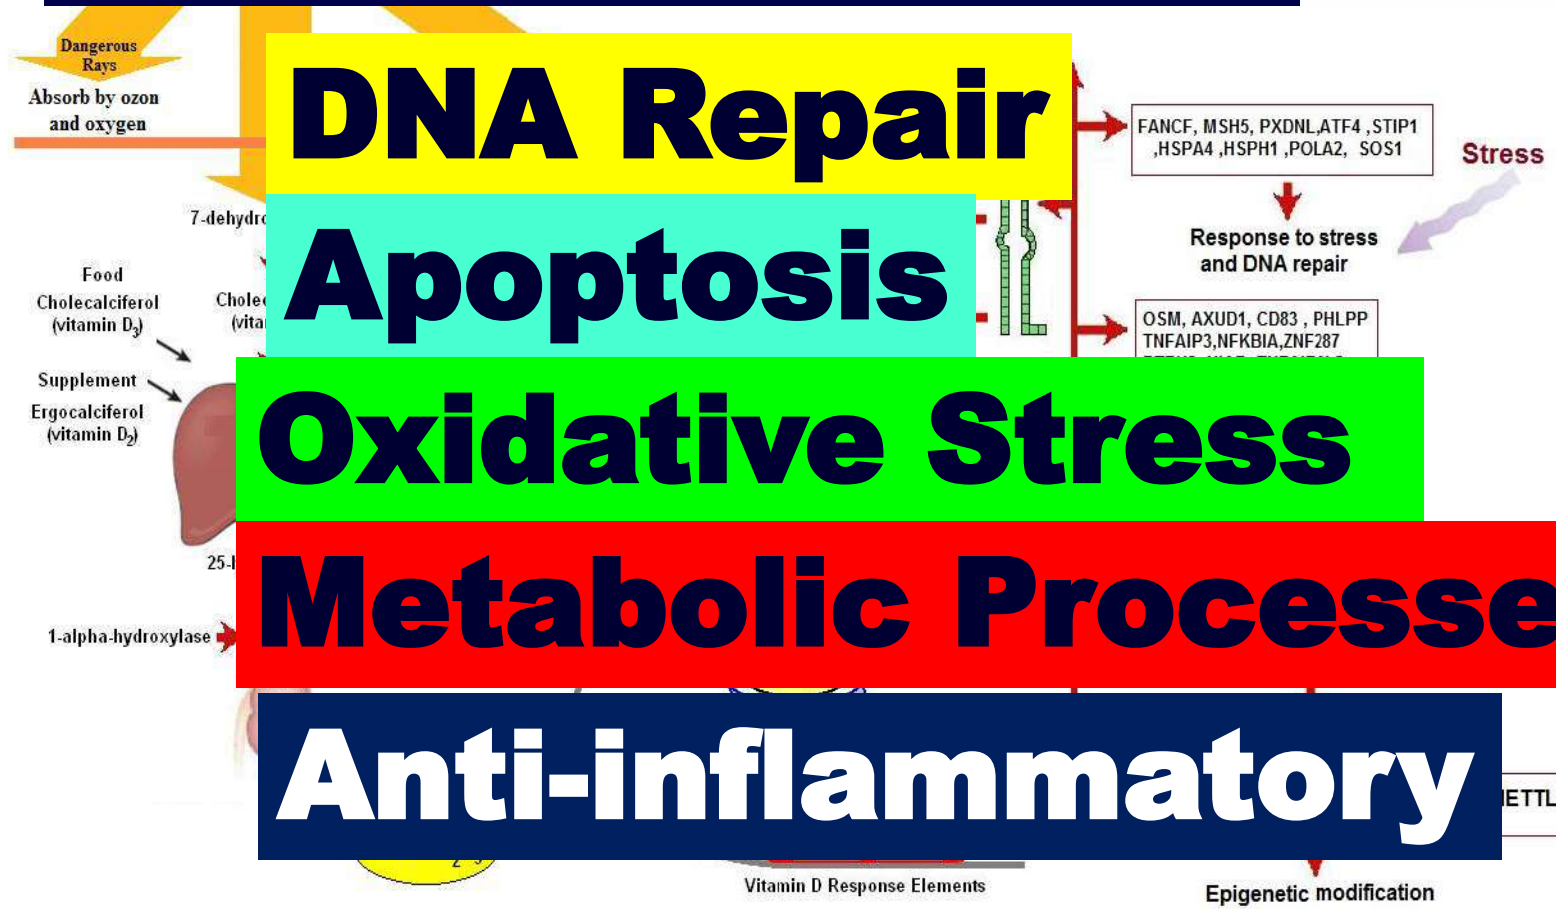 Dangerous
Rays
Absorb by ozon
and oxygen
DNA Repair
FANCF, MSH5, PXDNL,ATF4 ,STIP1
,HSPA4 ,HSPH1 ,POLA2, SOS1
Stress
Response to stress
and DNA repair
Apoptosis
Food
Cholecalciferol
(vitamin D3)
OSM, AXUD1, CD83 , PHLPP
TNFAIP3,NFKBIA,ZNF287
Supplement
Ergocalciferol
(vitamin D2)
Oxidative Stress
Metabolic Processe
1-alpha-hydroxylase
Anti-inflammatory
Vitamin D Response Elements
Epigenetic modification